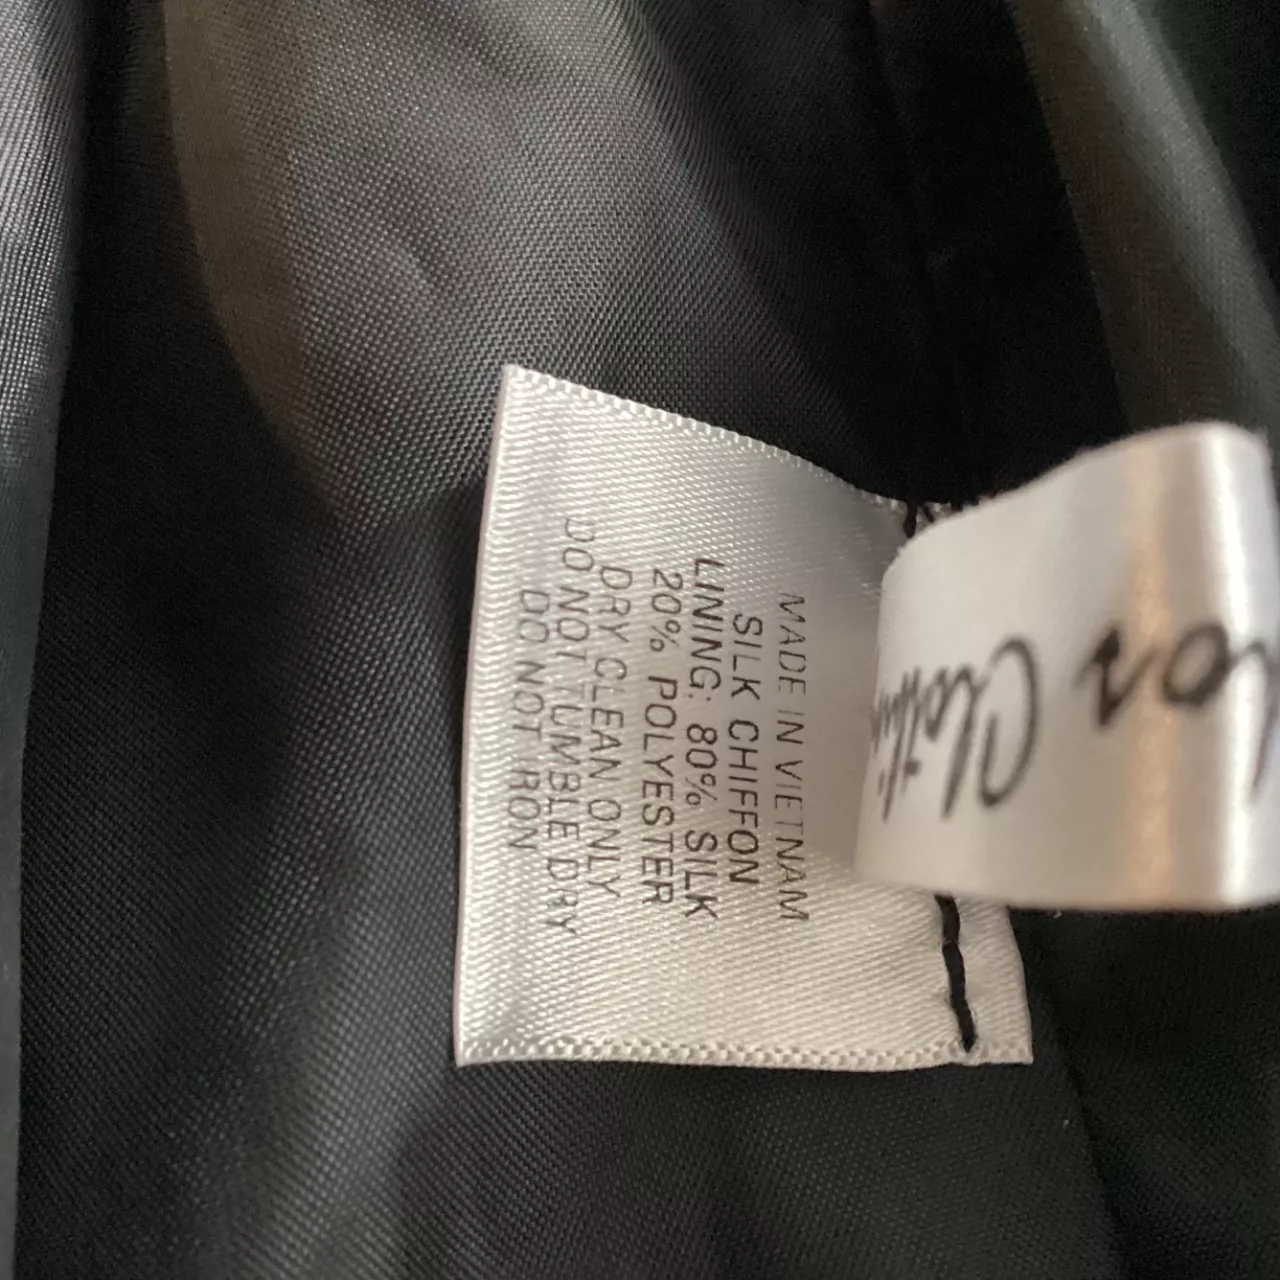 MADE IN VIETNAM
SILK CHIFFON
LINING: 80% SILK
20% POLYESTER
DRY CLEAN ONLY
DO NOT TUMBLE DRY
DO NOT IRON